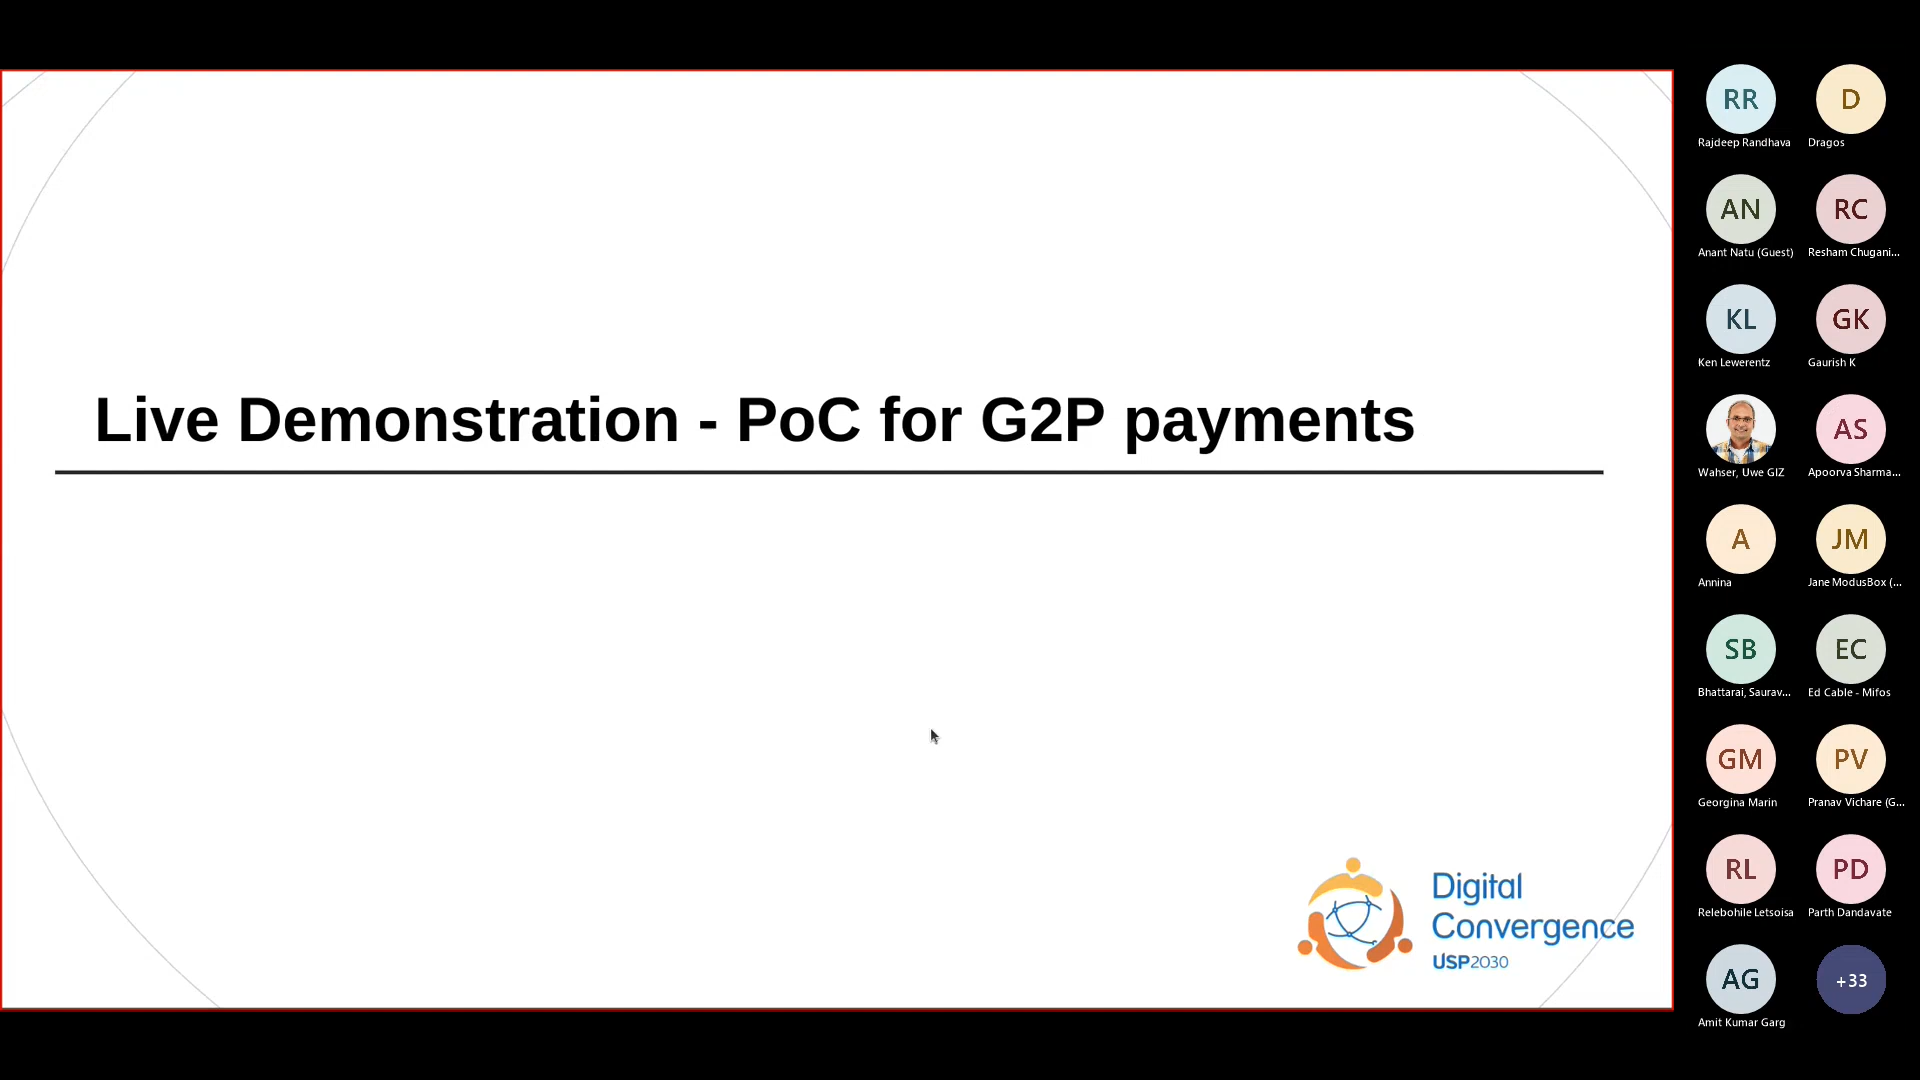 Live Demonstration - PoC for G2P payments
Digital
Convergence
USP2030
RR
D
Rajdeep Randhava
Dragos
AN
RC
Anant Natu (Guest)
Resham Chugani...
KL
GK
Ken Lewerentz
Gaurish K
AS
Wahser, Uwe GIZ
Apoorva Sharma...
A
JM
Annina
Jane ModusBox (...
SB
EC
Bhattarai, Saurav...
Ed Cable - Mifos
GM
PV
Georgina Marin
Pranav Vichare (G...
RL
PD
Relebohile Letsoisa
Parth Dandavate
AG
+33
Amit Kumar Garg